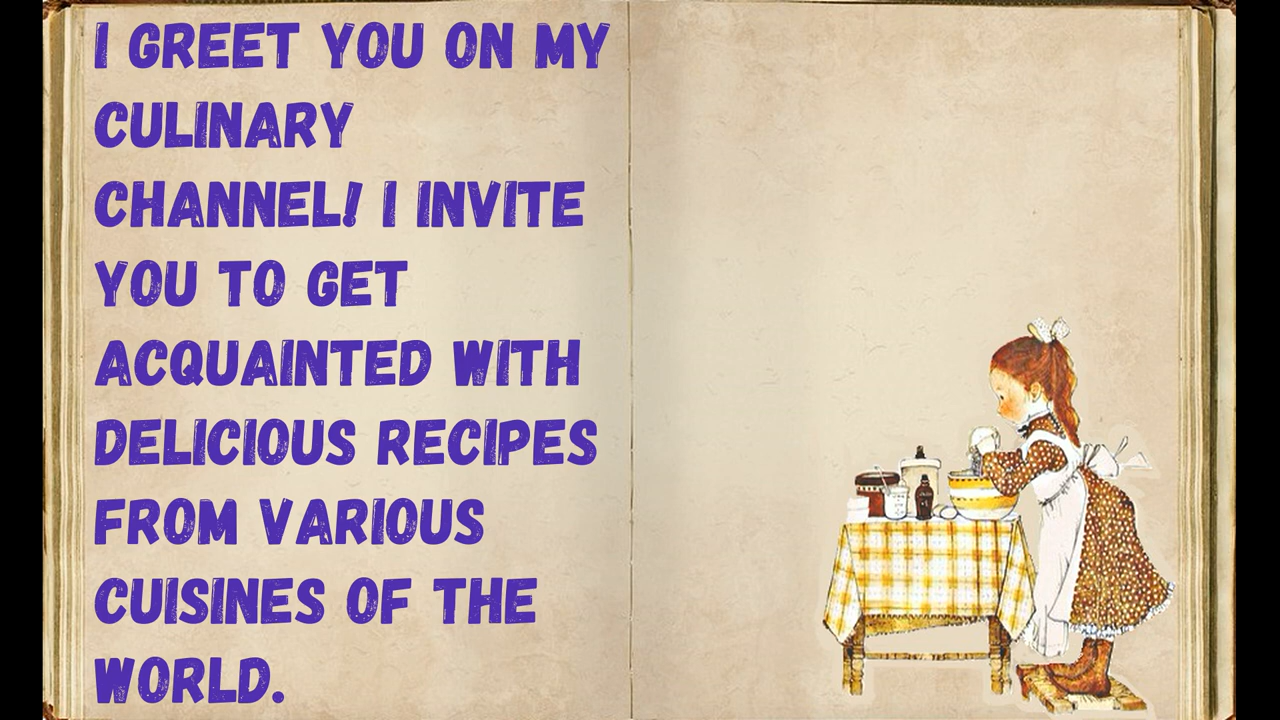 I GREET YOU ON MY
CULINARY
CHANNEL! I INVITE
YOU TO GET
ACQUAINTED WITH
DELICIOUS RECIPES
FROM VARIOUS
CUISINES OF THE
WORLD.